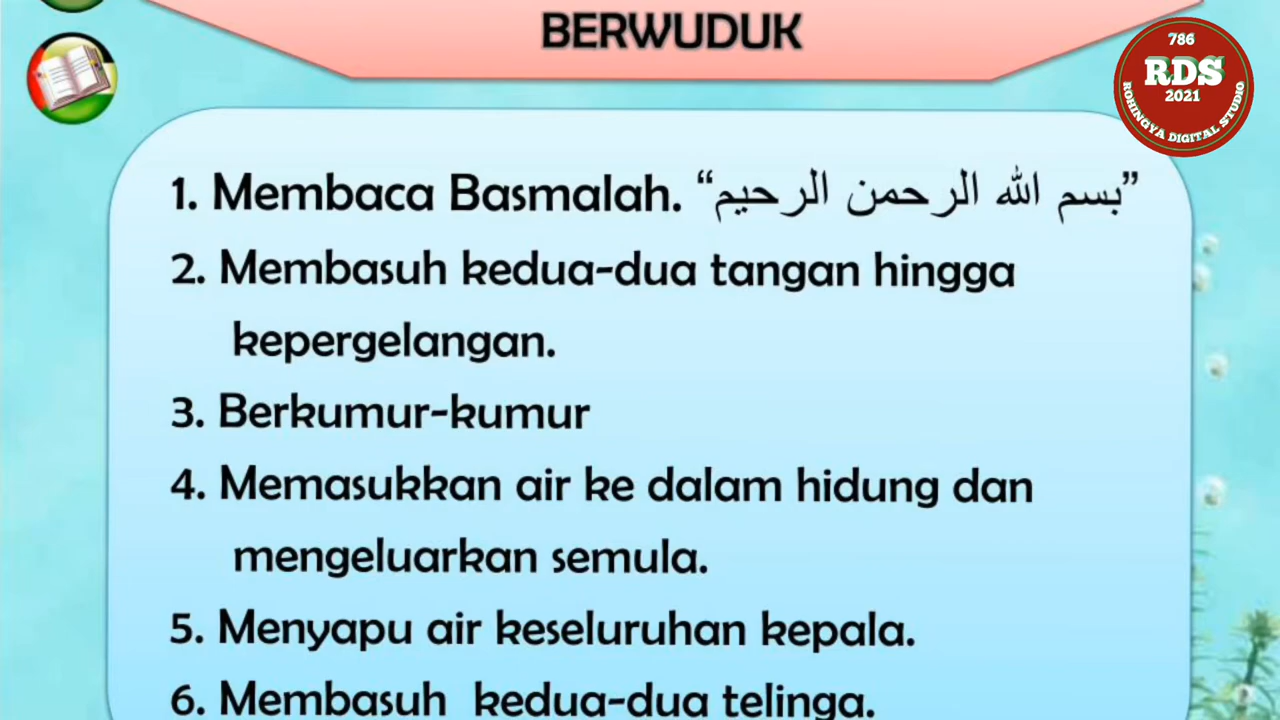 BERWUDUK
786
RDS
2021
ROHINGYA DIGITAL STUDIO
1. Membaca Basmalah. “بسم الله الرحمن الرحيم”
2. Membasuh kedua-dua tangan hingga
kepergelangan.
3. Berkumur-kumur
4. Memasukkan air ke dalam hidung dan
mengeluarkan semula.
5. Menyapu air keseluruhan kepala.
6. Membasuh kedua-dua telinga.